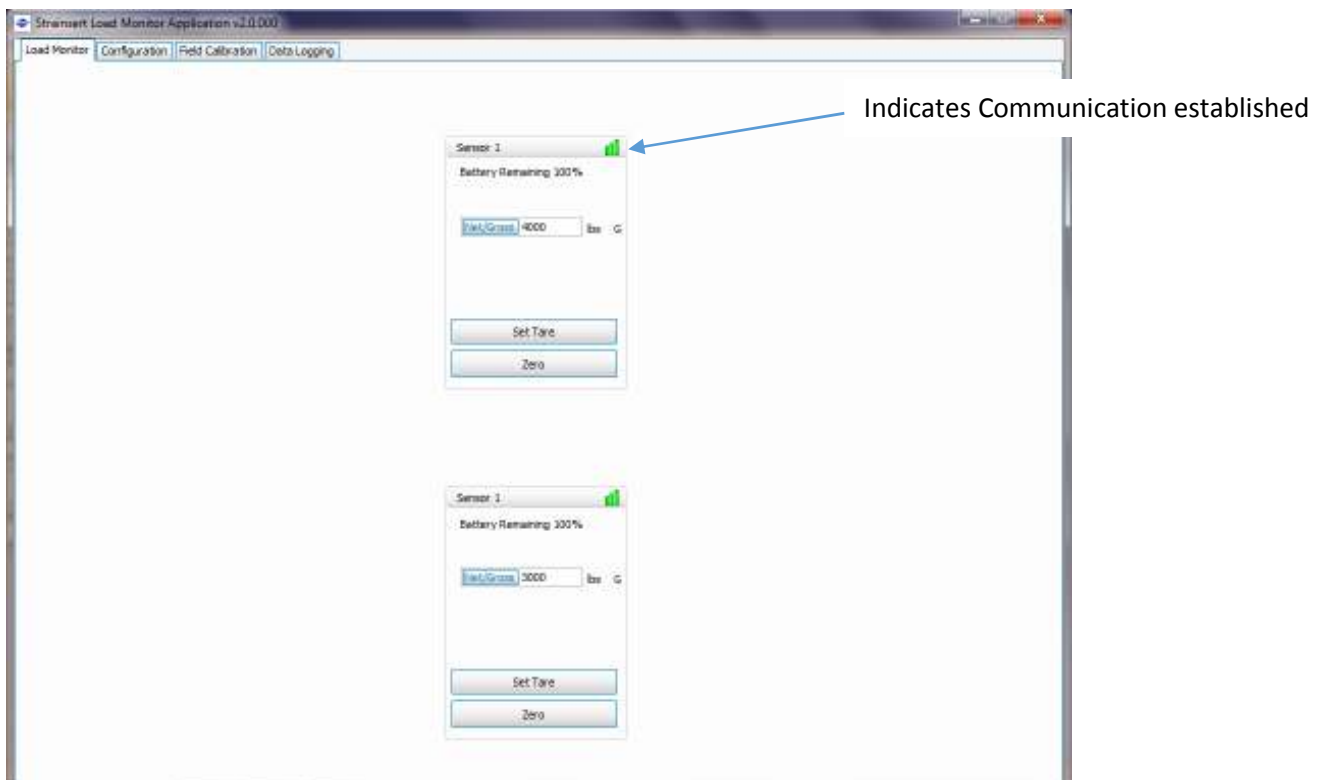 Strainsert Load Monitor Application v2.0.000
Load Monitor Configuration Field Calibration Data Logging
Indicates Communication established
Sensor 1
Battery Remaining 100%
Net/Gross 4000 lbs G
Set Tare
Zero
Sensor 1
Battery Remaining 100%
Net/Gross 3000 lbs G
Set Tare
Zero